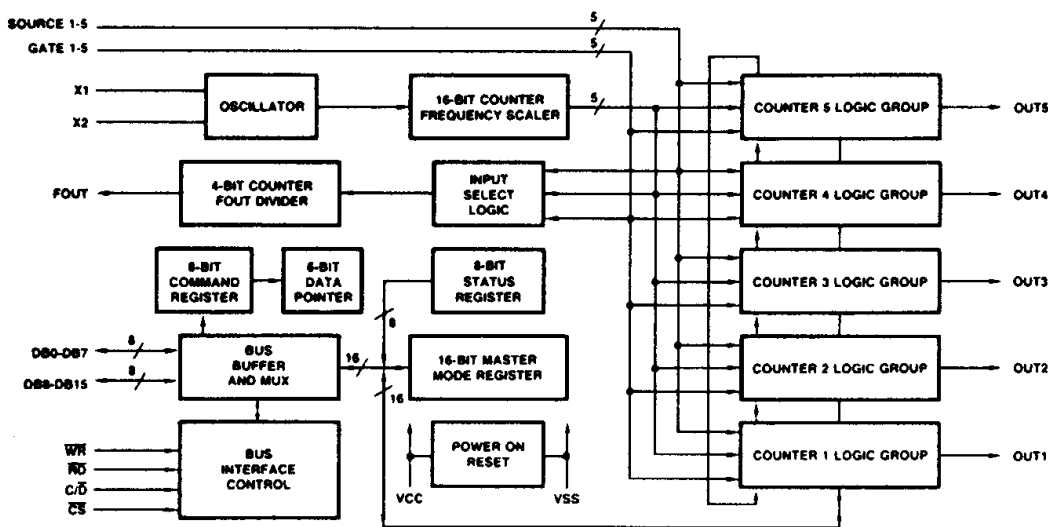 SOURCE 1-5
5
GATE 1-5
5
X1
X2
OSCILLATOR
16-BIT COUNTER
FREQUENCY SCALER
5
COUNTER 5 LOGIC GROUP
OUT5
FOUT
4-BIT COUNTER
FOUT DIVIDER
INPUT
SELECT
LOGIC
COUNTER 4 LOGIC GROUP
OUT4
8-BIT
COMMAND
REGISTER
6-BIT
DATA
POINTER
8-BIT
STATUS
REGISTER
COUNTER 3 LOGIC GROUP
OUT3
8
DB0-DB7
8
DB8-DB15
8
BUS
BUFFER
AND MUX
16
16-BIT MASTER
MODE REGISTER
16
COUNTER 2 LOGIC GROUP
OUT2
W̅R̅
R̅D̅
C/D̅
C̅S̅
BUS
INTERFACE
CONTROL
POWER ON
RESET
VCC
VSS
COUNTER 1 LOGIC GROUP
OUT1